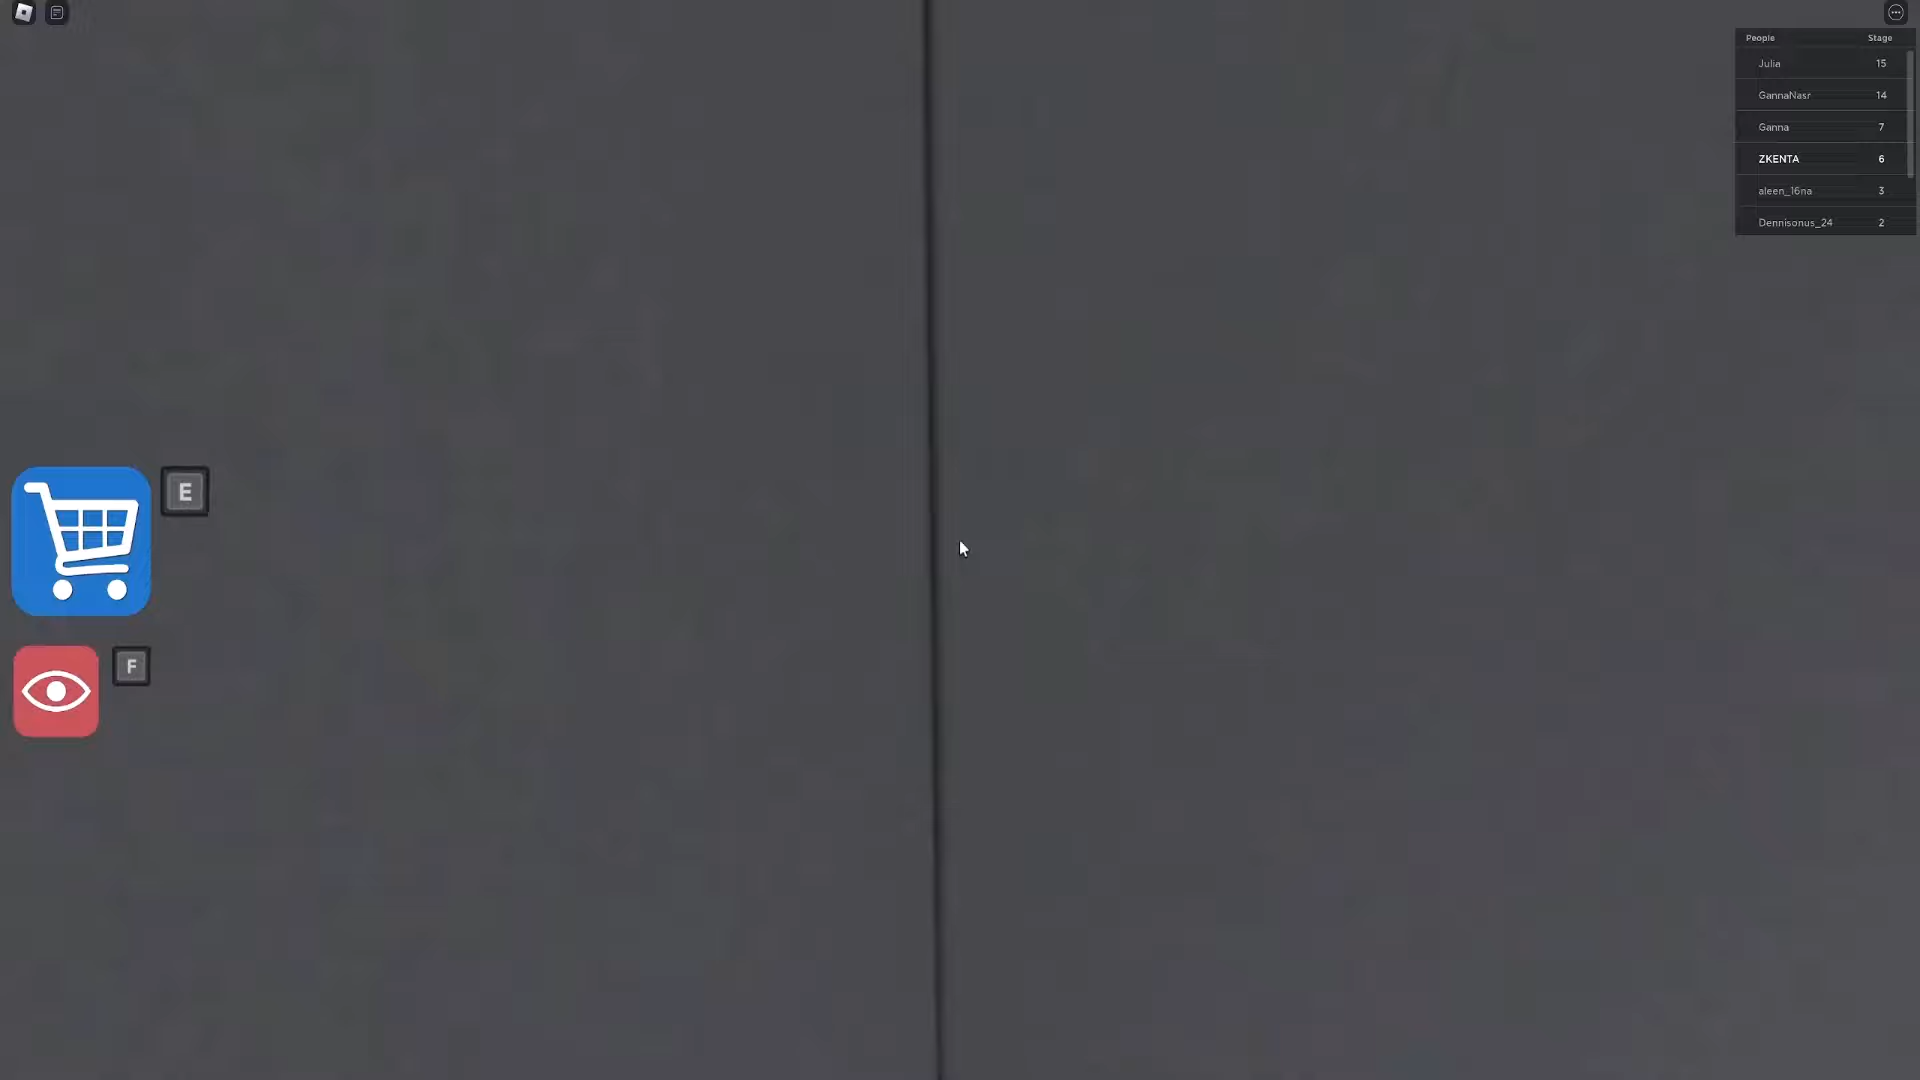 People Stage
Julia 15
GannaNasr 14
Ganna 7
ZKENTA 6
aleen_16na 3
Dennisonus_24 2
E
F